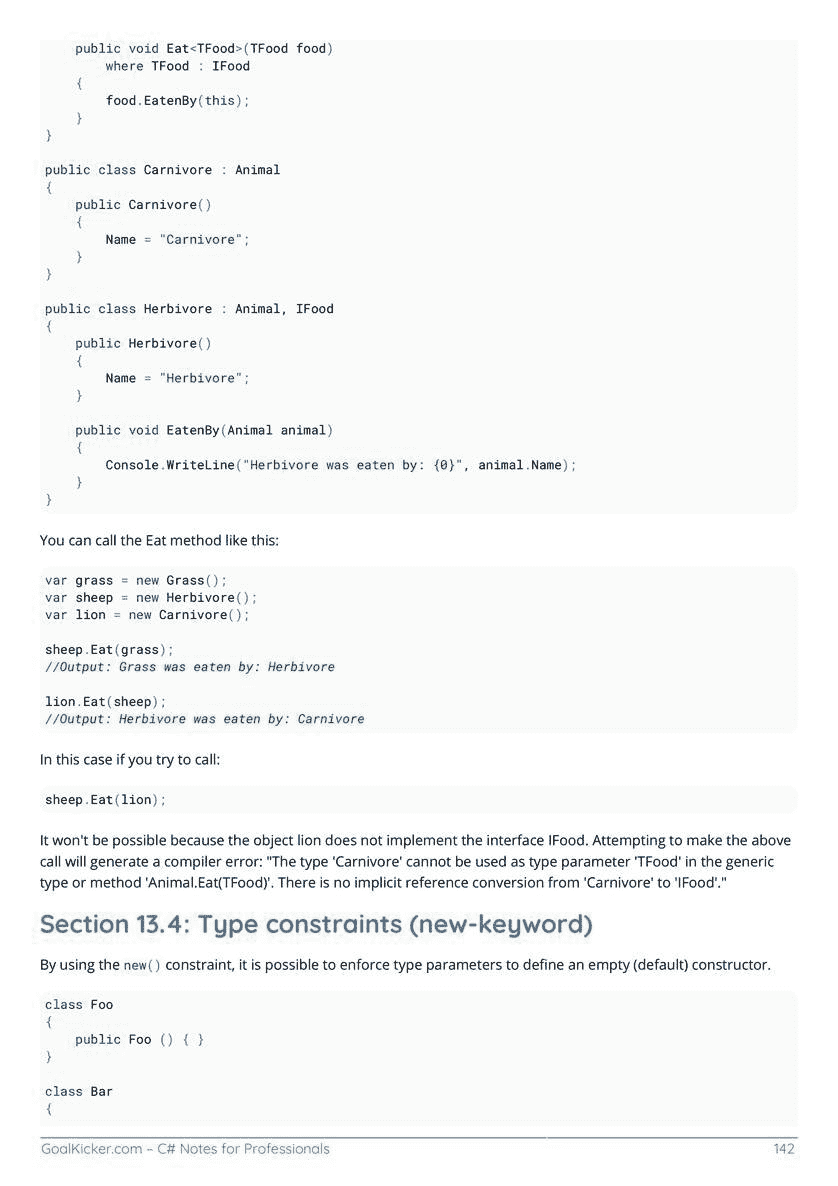 public void Eat<TFood>(TFood food)
        where TFood : IFood
    {
        food.EatenBy(this);
    }
}

public class Carnivore : Animal
{
    public Carnivore()
    {
        Name = "Carnivore";
    }
}

public class Herbivore : Animal, IFood
{
    public Herbivore()
    {
        Name = "Herbivore";
    }

    public void EatenBy(Animal animal)
    {
        Console.WriteLine("Herbivore was eaten by: {0}", animal.Name);
    }
}

You can call the Eat method like this:

var grass = new Grass();
var sheep = new Herbivore();
var lion = new Carnivore();

sheep.Eat(grass);
//Output: Grass was eaten by: Herbivore

lion.Eat(sheep);
//Output: Herbivore was eaten by: Carnivore

In this case if you try to call:

sheep.Eat(lion);

It won't be possible because the object lion does not implement the interface IFood. Attempting to make the above
call will generate a compiler error: "The type 'Carnivore' cannot be used as type parameter 'TFood' in the generic
type or method 'Animal.Eat(TFood)'. There is no implicit reference conversion from 'Carnivore' to 'IFood'."

Section 13.4: Type constraints (new-keyword)

By using the new() constraint, it is possible to enforce type parameters to define an empty (default) constructor.

class Foo
{
    public Foo () { }
}

class Bar
{

GoalKicker.com – C# Notes for Professionals 142